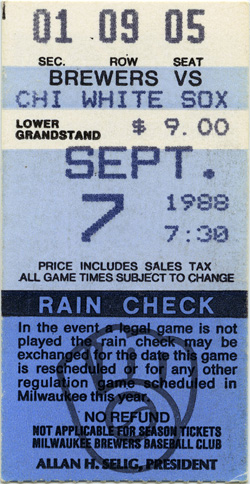 01 09 05
SEC. ROW SEAT
BREWERS VS
CHI WHITE SOX
LOWER
GRANDSTAND $ 9.00
SEPT.
7 1988
7:30
PRICE INCLUDES SALES TAX
ALL GAME TIMES SUBJECT TO CHANGE
RAIN CHECK
In the event a legal game is not
played the rain check may be
exchanged for the date this game
is rescheduled or for any other
regulation game scheduled in
Milwaukee this year.
NO REFUND
NOT APPLICABLE FOR SEASON TICKETS
MILWAUKEE BREWERS BASEBALL CLUB
ALLAN H. SELIG, PRESIDENT